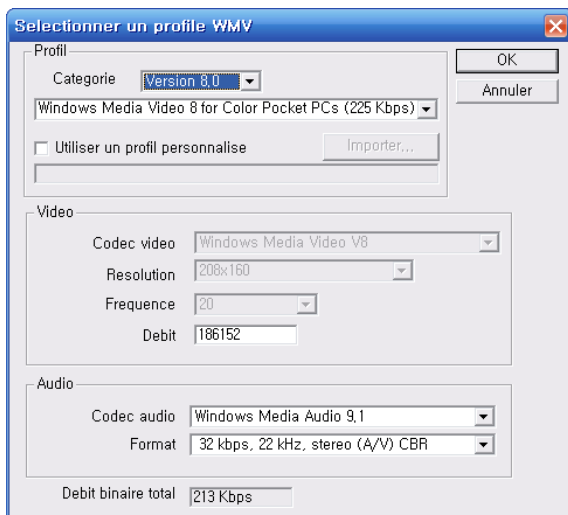 Selectionner un profile WMV
Profil
OK
Categorie Version 8,0
Annuler
Windows Media Video 8 for Color Pocket PCs (225 Kbps)
Utiliser un profil personnalise Importer...
Video
Codec video Windows Media Video V8
Resolution 208x160
Frequence 20
Debit 186152
Audio
Codec audio Windows Media Audio 9,1
Format 32 kbps, 22 kHz, stereo (A/V) CBR
Debit binaire total 213 Kbps